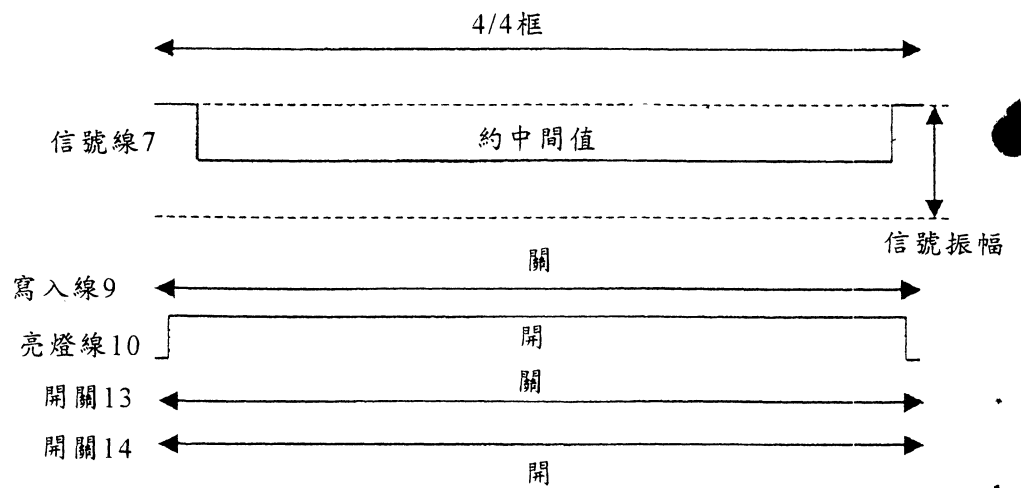 4/4框
信號線7
約中間值
信號振幅
關
寫入線9
開
亮燈線10
關
開關13
開關14
開